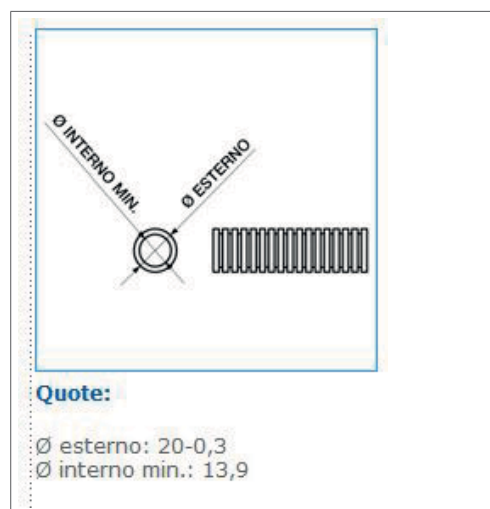 Ø INTERNO MIN.
Ø ESTERNO
Quote:
Ø esterno: 20-0,3
Ø interno min.: 13,9